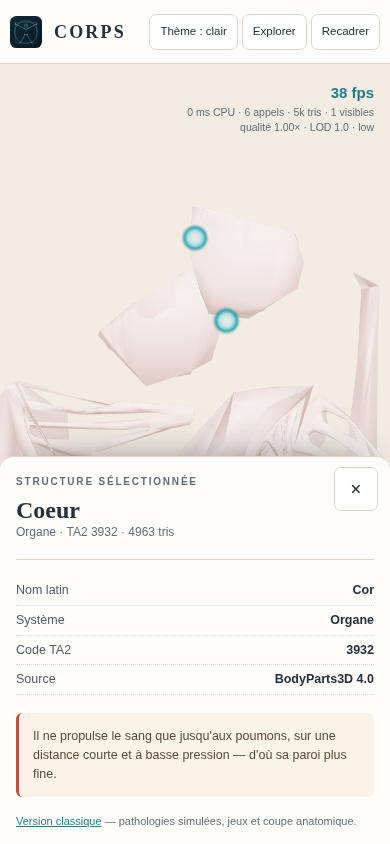 CORPS
Thème : clair
Explorer
Recadrer
38 fps
0 ms CPU · 6 appels · 5k tris · 1 visibles
qualité 1.00× · LOD 1.0 · low
STRUCTURE SÉLECTIONNÉE
×
Coeur
Organe · TA2 3932 · 4963 tris
Nom latin Cor
Système Organe
Code TA2 3932
Source BodyParts3D 4.0
Il ne propulse le sang que jusqu'aux poumons, sur une
distance courte et à basse pression — d'où sa paroi plus
fine.
Version classique — pathologies simulées, jeux et coupe anatomique.